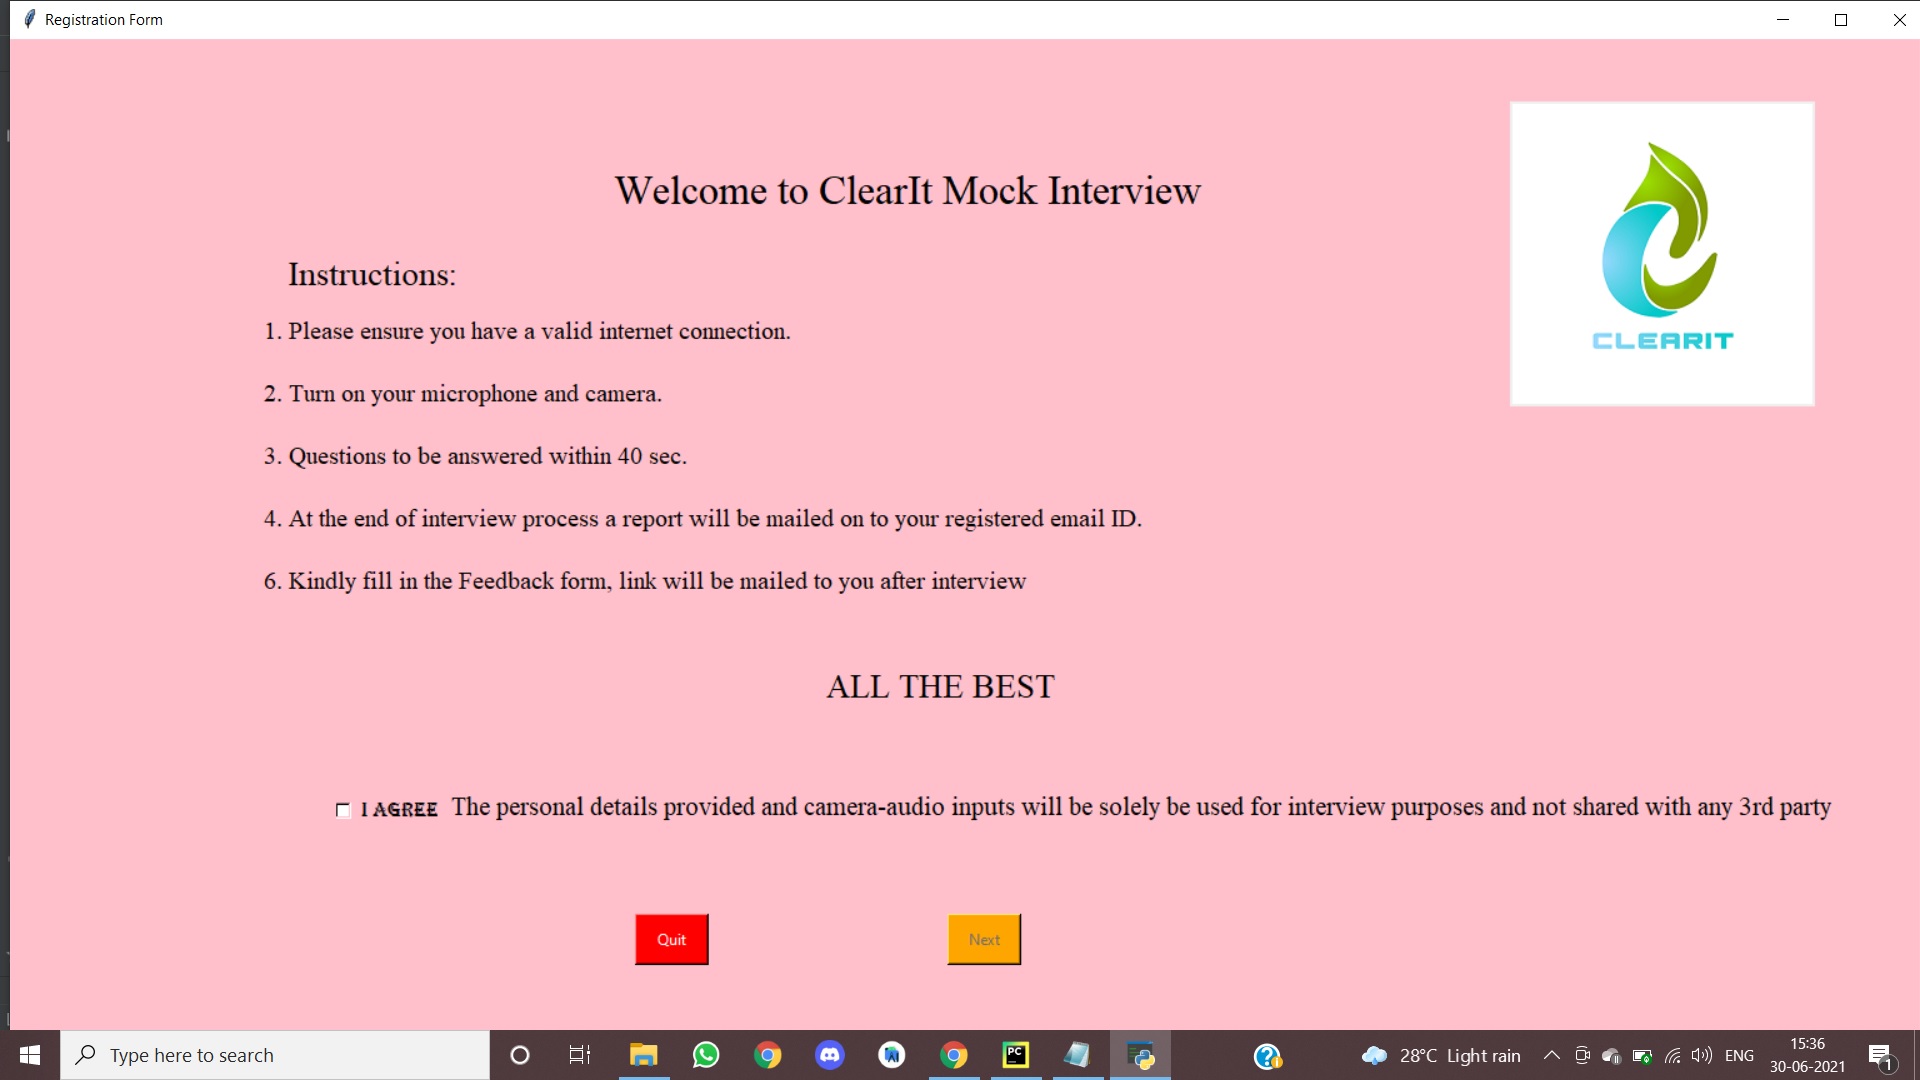 Registration Form
Welcome to ClearIt Mock Interview
CLEARIT
Instructions:
1. Please ensure you have a valid internet connection.
2. Turn on your microphone and camera.
3. Questions to be answered within 40 sec.
4. At the end of interview process a report will be mailed on to your registered email ID.
6. Kindly fill in the Feedback form, link will be mailed to you after interview
ALL THE BEST
I AGREE The personal details provided and camera-audio inputs will be solely be used for interview purposes and not shared with any 3rd party
Quit
Next
Type here to search
PC
28°C Light rain
ENG
15:36
30-06-2021
1